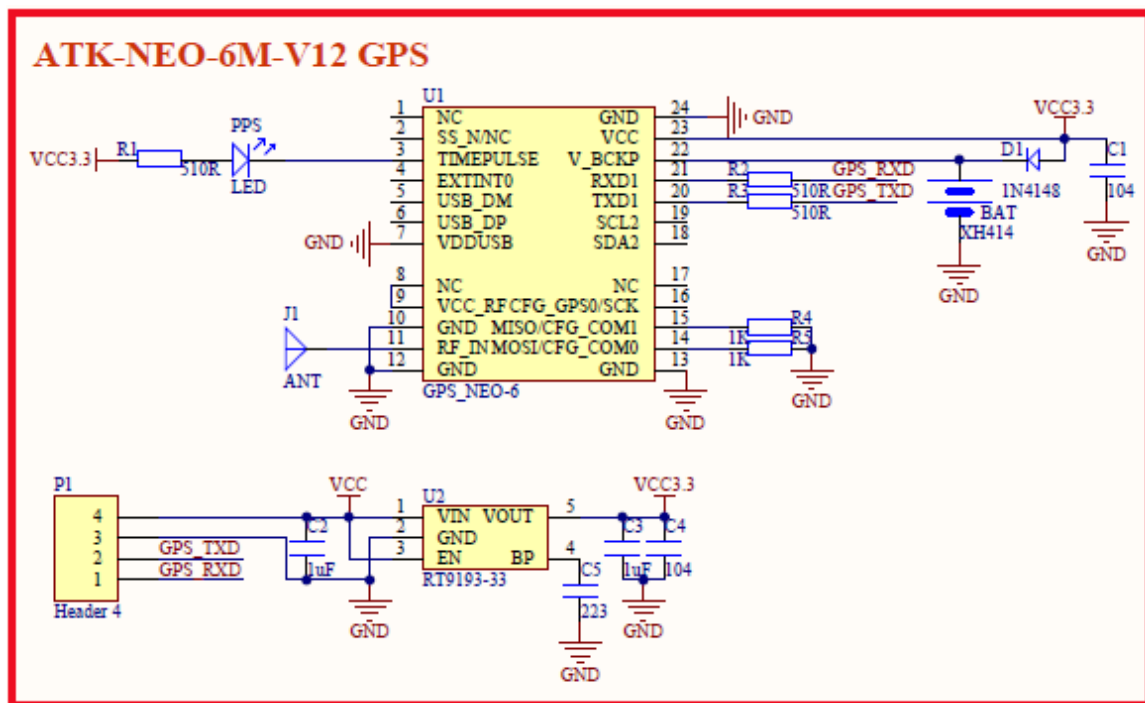 ATK-NEO-6M-V12 GPS
U1
1 NC GND 24 GND
2 SS_N/NC VCC 23 VCC3.3
PPS
VCC3.3 R1 510R LED 3 TIMEPULSE V_BCKP 22 D1 1N4148 C1 104
4 EXTINT0 RXD1 21 R2 510R GPS_RXD
5 USB_DM TXD1 20 R3 510R GPS_TXD
6 USB_DP SCL2 19 BAT
GND 7 VDDUSB SDA2 18 XH414
GND GND
8 NC NC 17
9 VCC_RF CFG_GPS0/SCK 16
J1 10 GND MISO/CFG_COM1 15 1K R4
11 RF_IN MOSI/CFG_COM0 14 1K R5
ANT 12 GND GND 13
GPS_NEO-6
GND GND GND
P1 VCC U2 VCC3.3
4 C2 1 VIN VOUT 5 C3 C4
3 2 GND
2 GPS_TXD 1uF 3 EN BP 4 1uF 104
1 GPS_RXD RT9193-33 C5
Header 4 223
GND GND GND